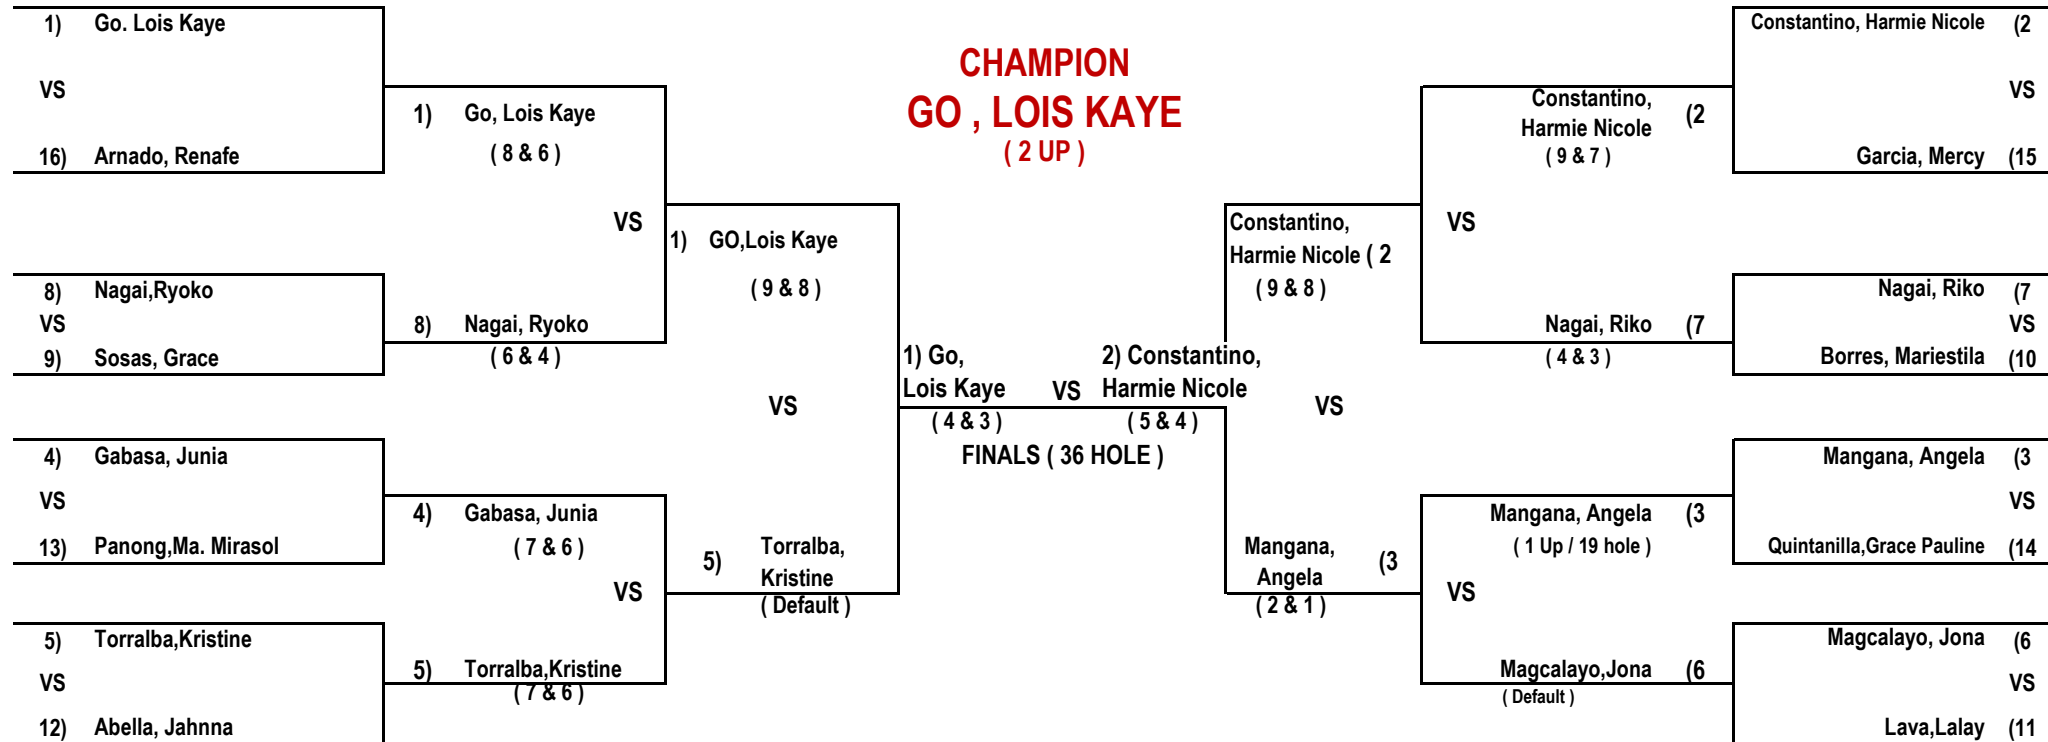 1) Go. Lois Kaye
VS
16) Arnado, Renafe
8) Nagai,Ryoko
VS
9) Sosas, Grace
4) Gabasa, Junia
VS
13) Panong,Ma. Mirasol
5) Torralba,Kristine
VS
12) Abella, Jahnna
1) Go, Lois Kaye
( 8 & 6 )
VS
8) Nagai, Ryoko
( 6 & 4 )
4) Gabasa, Junia
( 7 & 6 )
VS
5) Torralba,Kristine
( 7 & 6 )
1) GO,Lois Kaye
( 9 & 8 )
VS
5) Torralba,
Kristine
( Default )
CHAMPION
GO , LOIS KAYE
( 2 UP )
1) Go,
Lois Kaye
( 4 & 3 )
VS
2) Constantino,
Harmie Nicole
( 5 & 4 )
FINALS ( 36 HOLE )
Constantino,
Harmie Nicole ( 2
( 9 & 8 )
VS
Mangana,
Angela (3
( 2 & 1 )
Constantino,
Harmie Nicole (2
( 9 & 7 )
VS
Nagai, Riko (7
( 4 & 3 )
Mangana, Angela (3
( 1 Up / 19 hole )
VS
Magcalayo,Jona (6
( Default )
Constantino, Harmie Nicole (2
VS
Garcia, Mercy (15
Nagai, Riko (7
VS
Borres, Mariestila (10
Mangana, Angela (3
VS
Quintanilla,Grace Pauline (14
Magcalayo, Jona (6
VS
Lava,Lalay (11